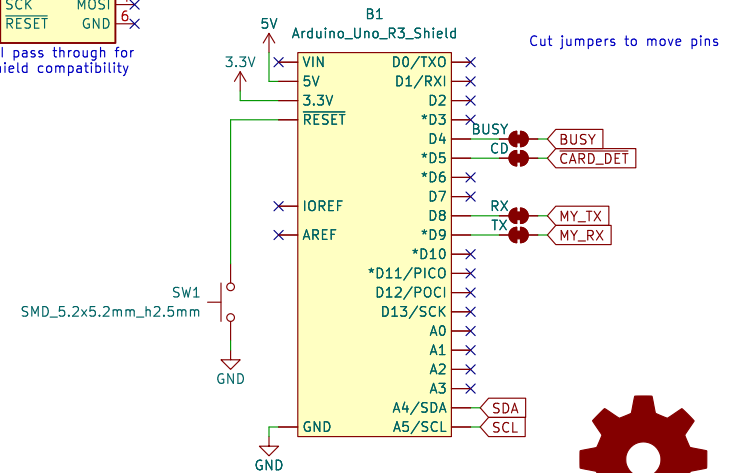 SCK
MOSI
RESET
GND
6
I pass through for
ield compatibility
B1
Arduino_Uno_R3_Shield
Cut jumpers to move pins
5V
3.3V
VIN
5V
3.3V
RESET
IOREF
AREF
GND
D0/TXO
D1/RXI
D2
*D3
D4
*D5
*D6
D7
D8
*D9
*D10
*D11/PICO
D12/POCI
D13/SCK
A0
A1
A2
A3
A4/SDA
A5/SCL
BUSY
BUSY
CD
CARD_DET
RX
MY_TX
TX
MY_RX
SDA
SCL
SW1
SMD_5.2x5.2mm_h2.5mm
GND
GND